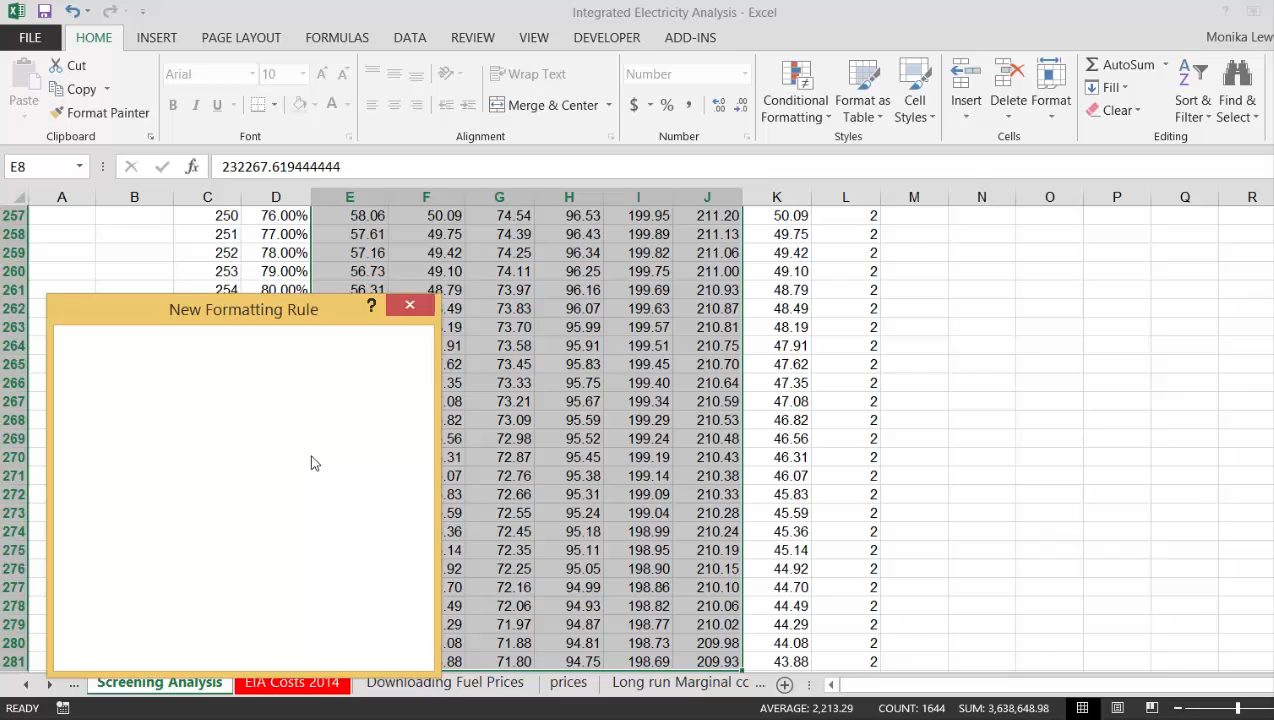 Integrated Electricity Analysis - Excel
FILE HOME INSERT PAGE LAYOUT FORMULAS DATA REVIEW VIEW DEVELOPER ADD-INS Monika Lew
Cut Arial 10 Wrap Text Number AutoSum
Paste Copy Merge & Center $ % Conditional Formatting Format as Table Cell Styles Insert Delete Format Fill Sort & Filter Find & Select
Format Painter Clear
Clipboard Font Alignment Number Styles Cells Editing
E8 fx 232267.619444444
A B C D E F G H I J K L M N O P Q R
257 250 76.00% 58.06 50.09 74.54 96.53 199.95 211.20 50.09 2
258 251 77.00% 57.61 49.75 74.39 96.43 199.89 211.13 49.75 2
259 252 78.00% 57.16 49.42 74.25 96.34 199.82 211.06 49.42 2
260 253 79.00% 56.73 49.10 74.11 96.25 199.75 211.00 49.10 2
261 254 80.00% 56.31 48.79 73.97 96.16 199.69 210.93 48.79 2
262 .49 73.83 96.07 199.63 210.87 48.49 2
New Formatting Rule ?
263 .19 73.70 95.99 199.57 210.81 48.19 2
264 .91 73.58 95.91 199.51 210.75 47.91 2
265 .62 73.45 95.83 199.45 210.70 47.62 2
266 .35 73.33 95.75 199.40 210.64 47.35 2
267 .08 73.21 95.67 199.34 210.59 47.08 2
268 .82 73.09 95.59 199.29 210.53 46.82 2
269 .56 72.98 95.52 199.24 210.48 46.56 2
270 .31 72.87 95.45 199.19 210.43 46.31 2
271 .07 72.76 95.38 199.14 210.38 46.07 2
272 .83 72.66 95.31 199.09 210.33 45.83 2
273 .59 72.55 95.24 199.04 210.28 45.59 2
274 .36 72.45 95.18 198.99 210.24 45.36 2
275 .14 72.35 95.11 198.95 210.19 45.14 2
276 .92 72.25 95.05 198.90 210.15 44.92 2
277 .70 72.16 94.99 198.86 210.10 44.70 2
278 .49 72.06 94.93 198.82 210.06 44.49 2
279 .29 71.97 94.87 198.77 210.02 44.29 2
280 .08 71.88 94.81 198.73 209.98 44.08 2
281 .88 71.80 94.75 198.69 209.93 43.88 2
... Screening Analysis EIA Costs 2014 Downloading Fuel Prices prices Long run Marginal cc ...
READY AVERAGE: 2,213.29 COUNT: 1644 SUM: 3,638,648.98